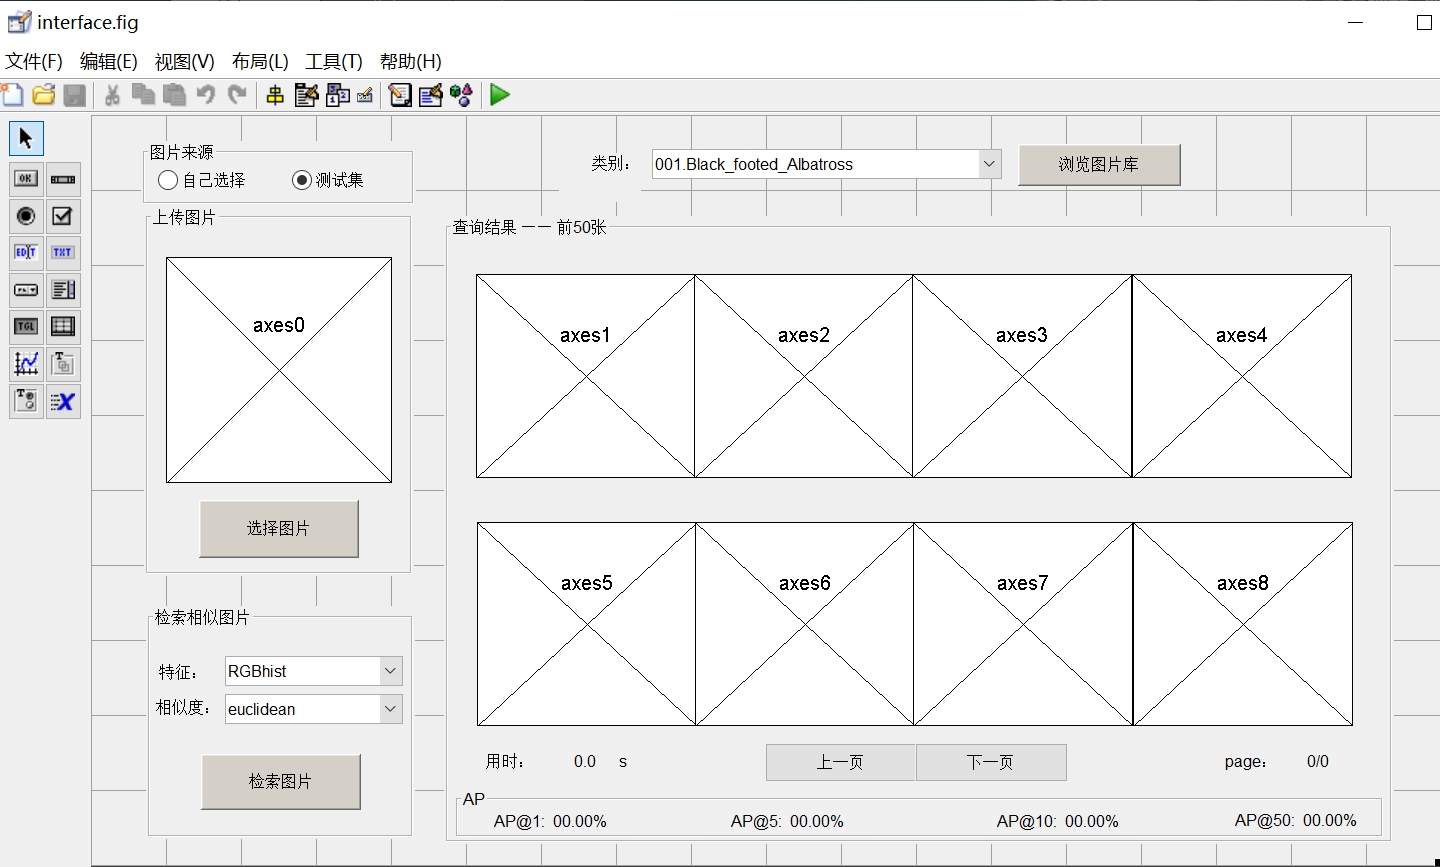 interface.fig
文件(F) 编辑(E) 视图(V) 布局(L) 工具(T) 帮助(H)
OK
EDIT TXT
TGL
图片来源
自己选择 测试集
类别： 001.Black_footed_Albatross 浏览图片库
上传图片
axes0
选择图片
检索相似图片
特征： RGBhist
相似度： euclidean
检索图片
查询结果 一一 前50张
axes1 axes2 axes3 axes4
axes5 axes6 axes7 axes8
用时： 0.0 s 上一页 下一页 page： 0/0
AP
AP@1: 00.00% AP@5: 00.00% AP@10: 00.00% AP@50: 00.00%